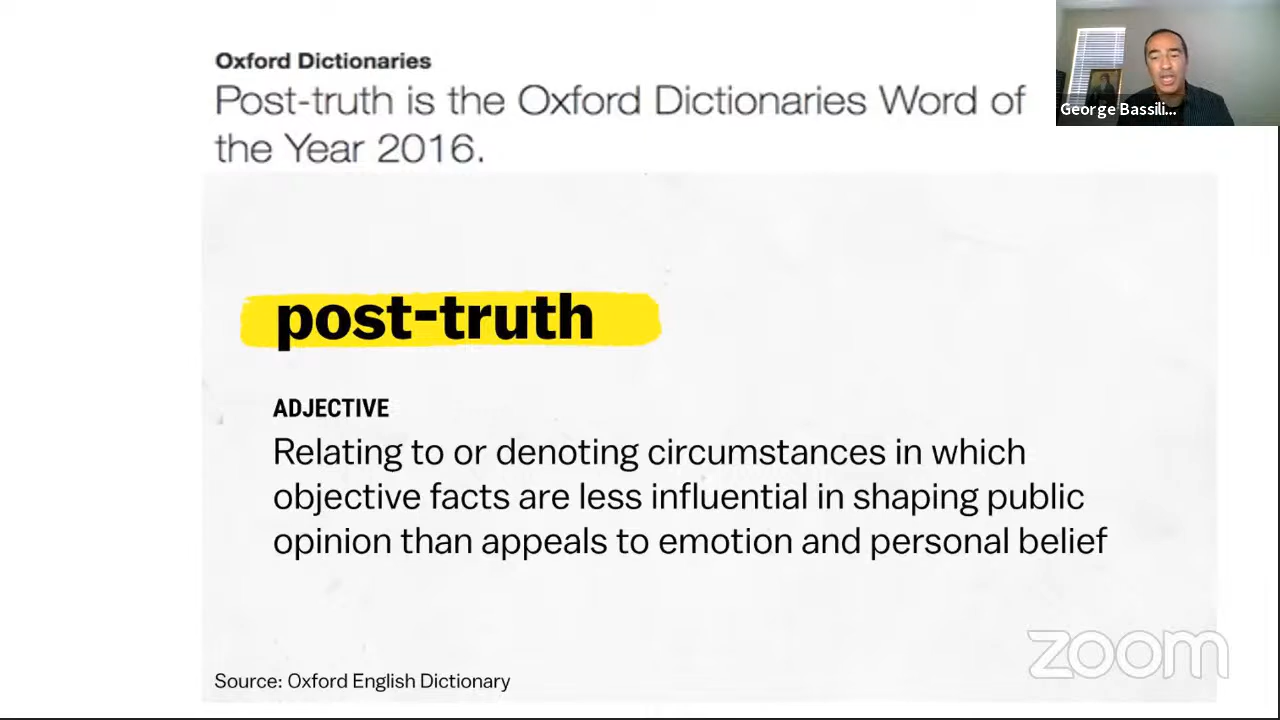 Oxford Dictionaries
Post-truth is the Oxford Dictionaries Word of
the Year 2016.
George Bassili...
post-truth
ADJECTIVE
Relating to or denoting circumstances in which
objective facts are less influential in shaping public
opinion than appeals to emotion and personal belief
zoom
Source: Oxford English Dictionary